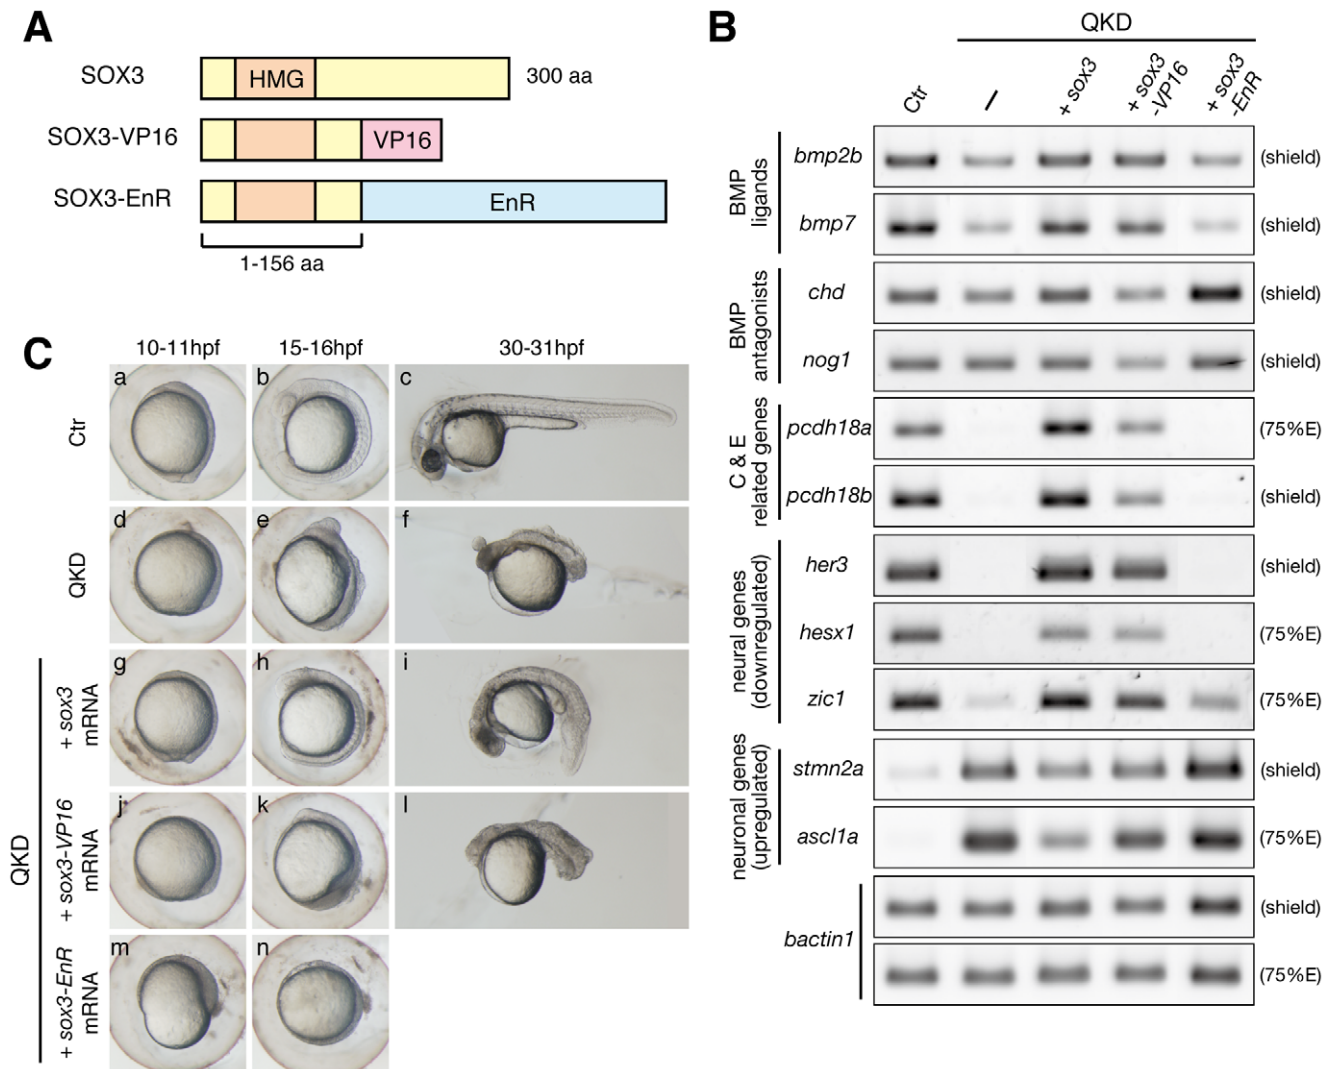 A
SOX3
HMG
300 aa
SOX3-VP16
VP16
SOX3-EnR
EnR
1-156 aa
B
QKD
Ctr
–
+ sox3
+ sox3
-VP16
+ sox3
-EnR
BMP
ligands
bmp2b
(shield)
bmp7
(shield)
BMP
antagonists
chd
(shield)
nog1
(shield)
C & E
related genes
pcdh18a
(75%E)
pcdh18b
(shield)
neural genes
(downregulated)
her3
(shield)
hesx1
(75%E)
zic1
(75%E)
neuronal genes
(upregulated)
stmn2a
(shield)
ascl1a
(75%E)
bactin1
(shield)
(75%E)
C
10-11hpf
15-16hpf
30-31hpf
Ctr
a
b
c
QKD
d
e
f
QKD
+ sox3
mRNA
g
h
i
+ sox3-VP16
mRNA
j
k
l
+ sox3-EnR
mRNA
m
n